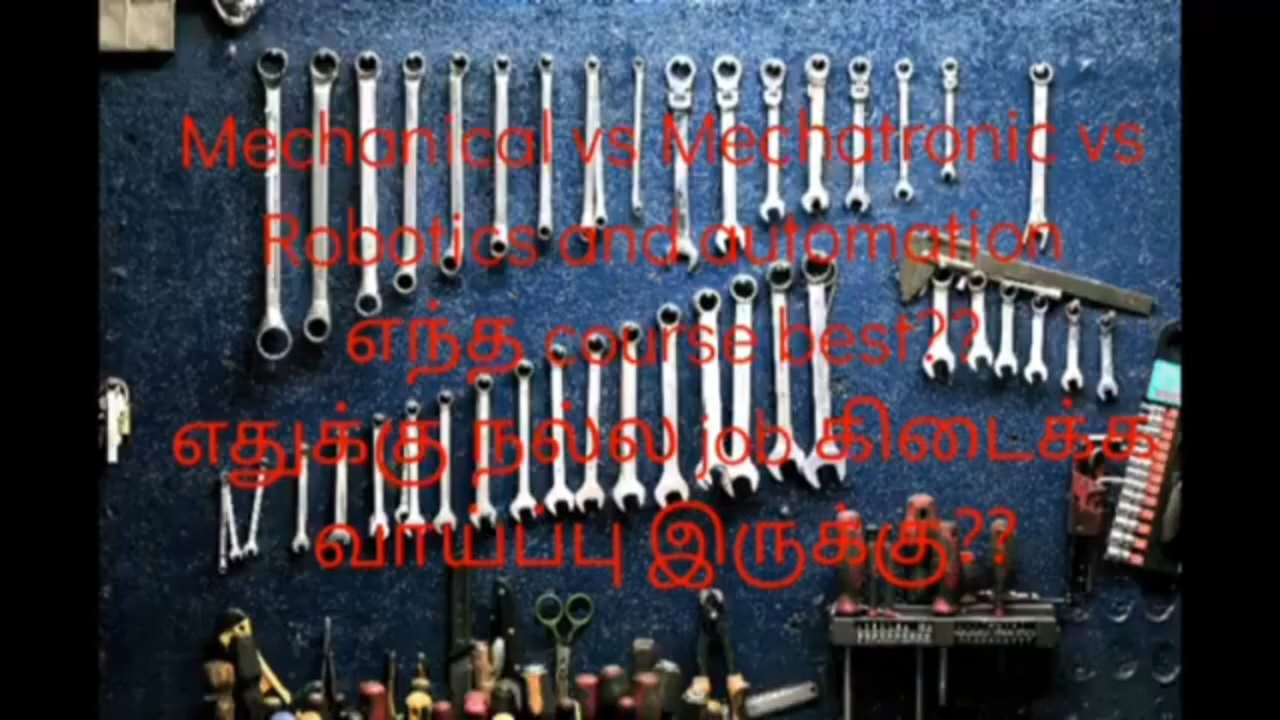 Mechanical vs Mechatronic vs
Robotics and automation
எந்த course best??
எதுக்கு நல்ல job கிடைக்க
வாய்ப்பு இருக்கு??